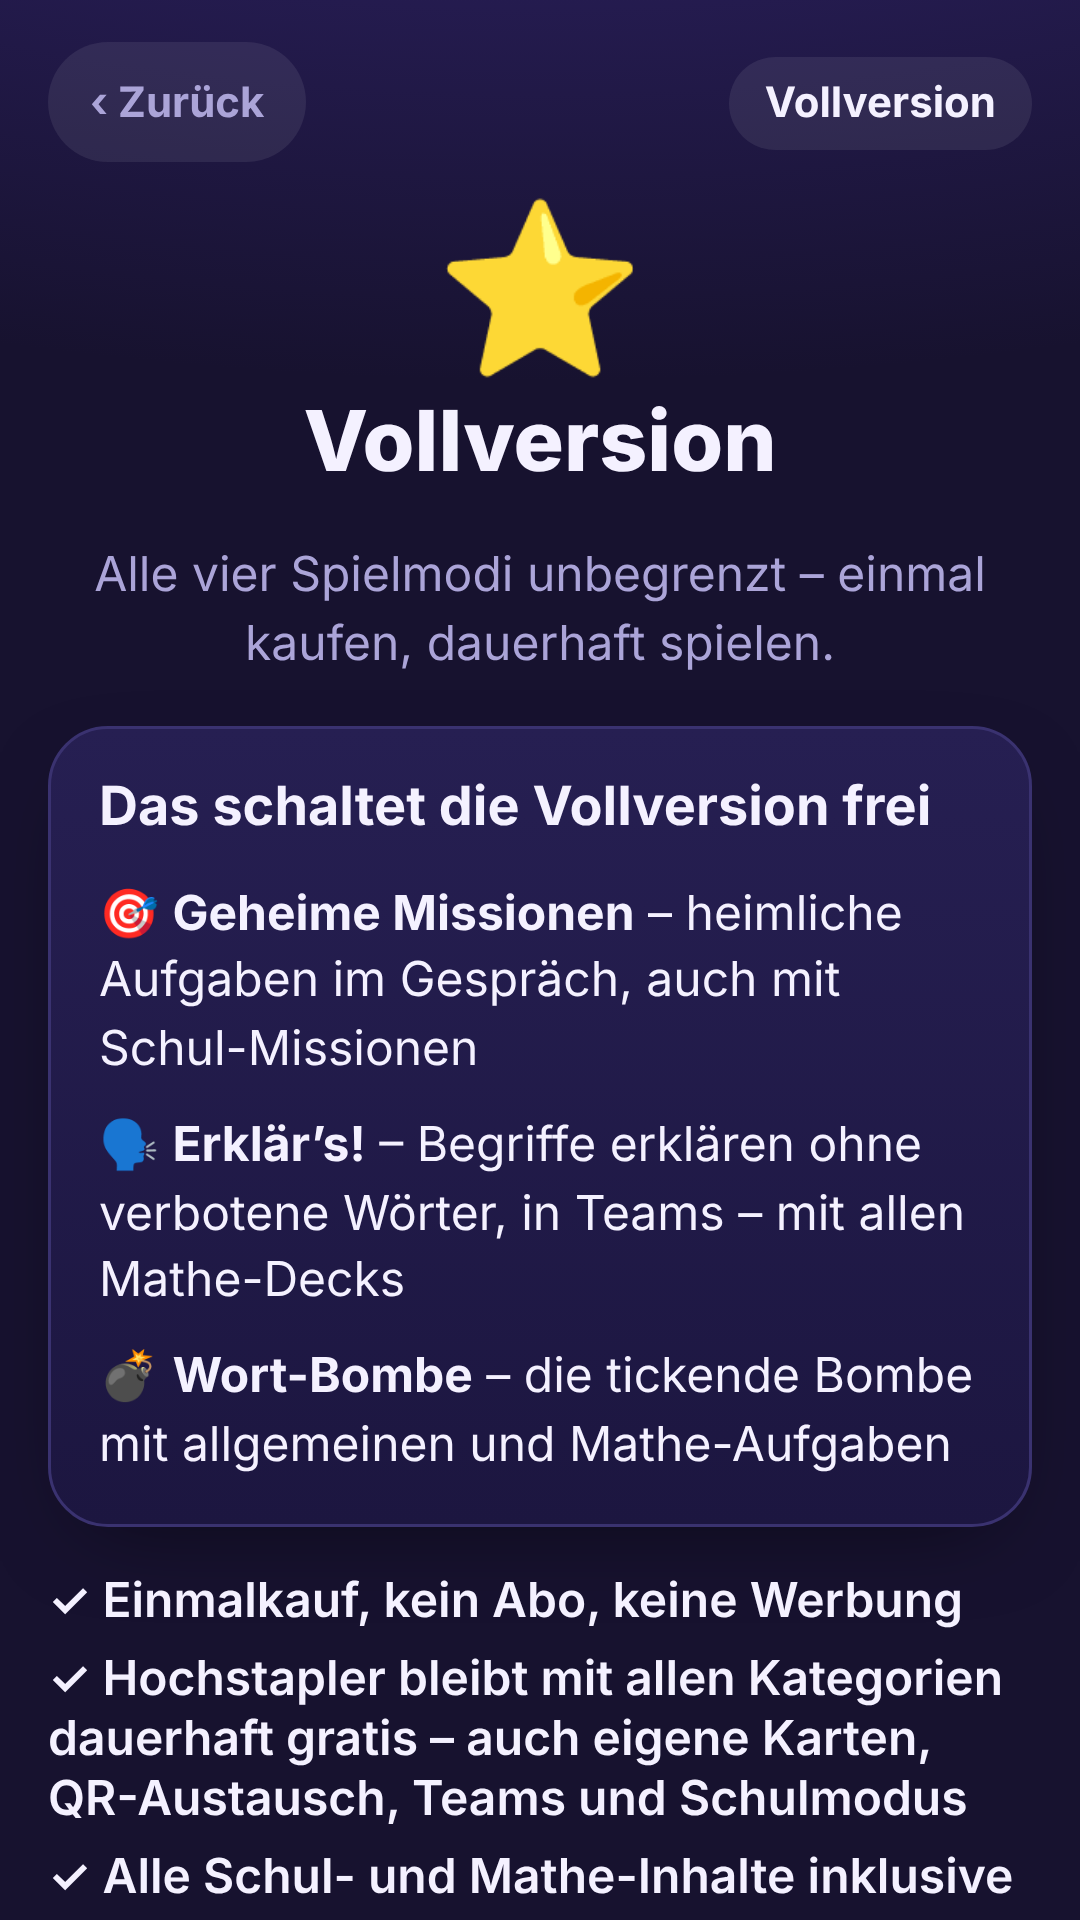 ‹ Zurück
Vollversion
Vollversion
Alle vier Spielmodi unbegrenzt – einmal
kaufen, dauerhaft spielen.
Das schaltet die Vollversion frei
🎯 Geheime Missionen – heimliche
Aufgaben im Gespräch, auch mit
Schul-Missionen
🗣️ Erklär’s! – Begriffe erklären ohne
verbotene Wörter, in Teams – mit allen
Mathe-Decks
💣 Wort-Bombe – die tickende Bombe
mit allgemeinen und Mathe-Aufgaben
✓ Einmalkauf, kein Abo, keine Werbung
✓ Hochstapler bleibt mit allen Kategorien
dauerhaft gratis – auch eigene Karten,
QR-Austausch, Teams und Schulmodus
✓ Alle Schul- und Mathe-Inhalte inklusive